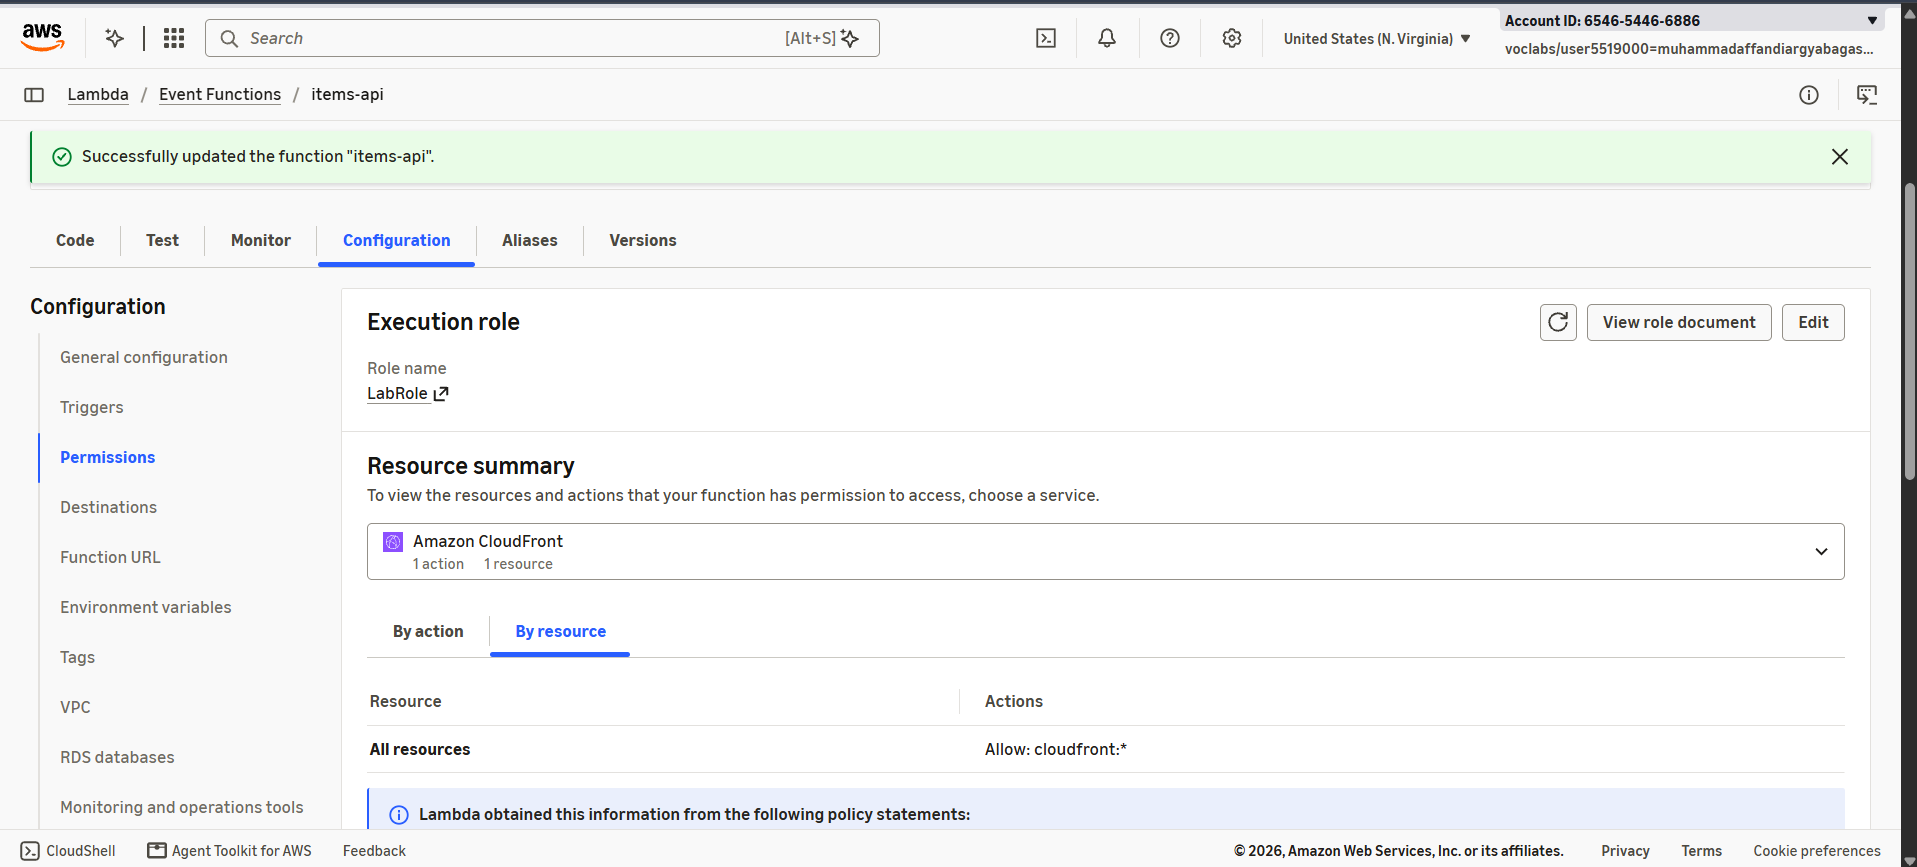 aws
Search
[Alt+S]
United States (N. Virginia)
Account ID: 6546-5446-6886
voclabs/user5519000=muhammadaffandiargyabagas...
Lambda / Event Functions / items-api
Successfully updated the function "items-api".
Code
Test
Monitor
Configuration
Aliases
Versions
Configuration
General configuration
Triggers
Permissions
Destinations
Function URL
Environment variables
Tags
VPC
RDS databases
Monitoring and operations tools
Execution role
View role document
Edit
Role name
LabRole
Resource summary
To view the resources and actions that your function has permission to access, choose a service.
Amazon CloudFront
1 action 1 resource
By action
By resource
Resource
Actions
All resources
Allow: cloudfront:*
Lambda obtained this information from the following policy statements:
CloudShell
Agent Toolkit for AWS
Feedback
© 2026, Amazon Web Services, Inc. or its affiliates.
Privacy
Terms
Cookie preferences